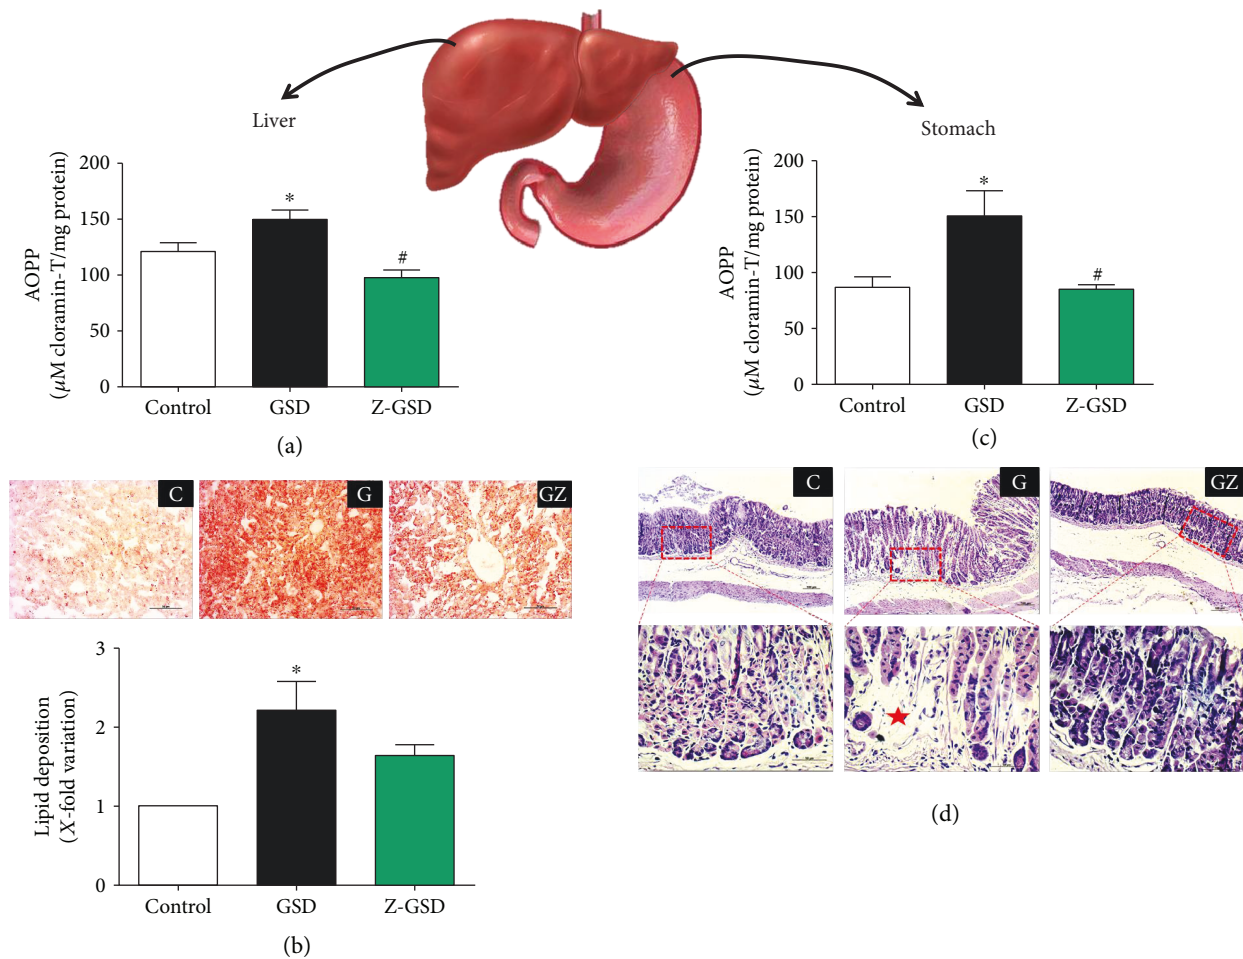 Liver
Stomach
AOPP
(μM cloramin-T/mg protein)
200
150
100
50
0
*
#
Control
GSD
Z-GSD
(a)
AOPP
(μM cloramin-T/mg protein)
200
150
100
50
0
*
#
Control
GSD
Z-GSD
(c)
C
G
GZ
Lipid deposition
(X-fold variation)
3
2
1
0
*
Control
GSD
Z-GSD
(b)
C
G
GZ
(d)